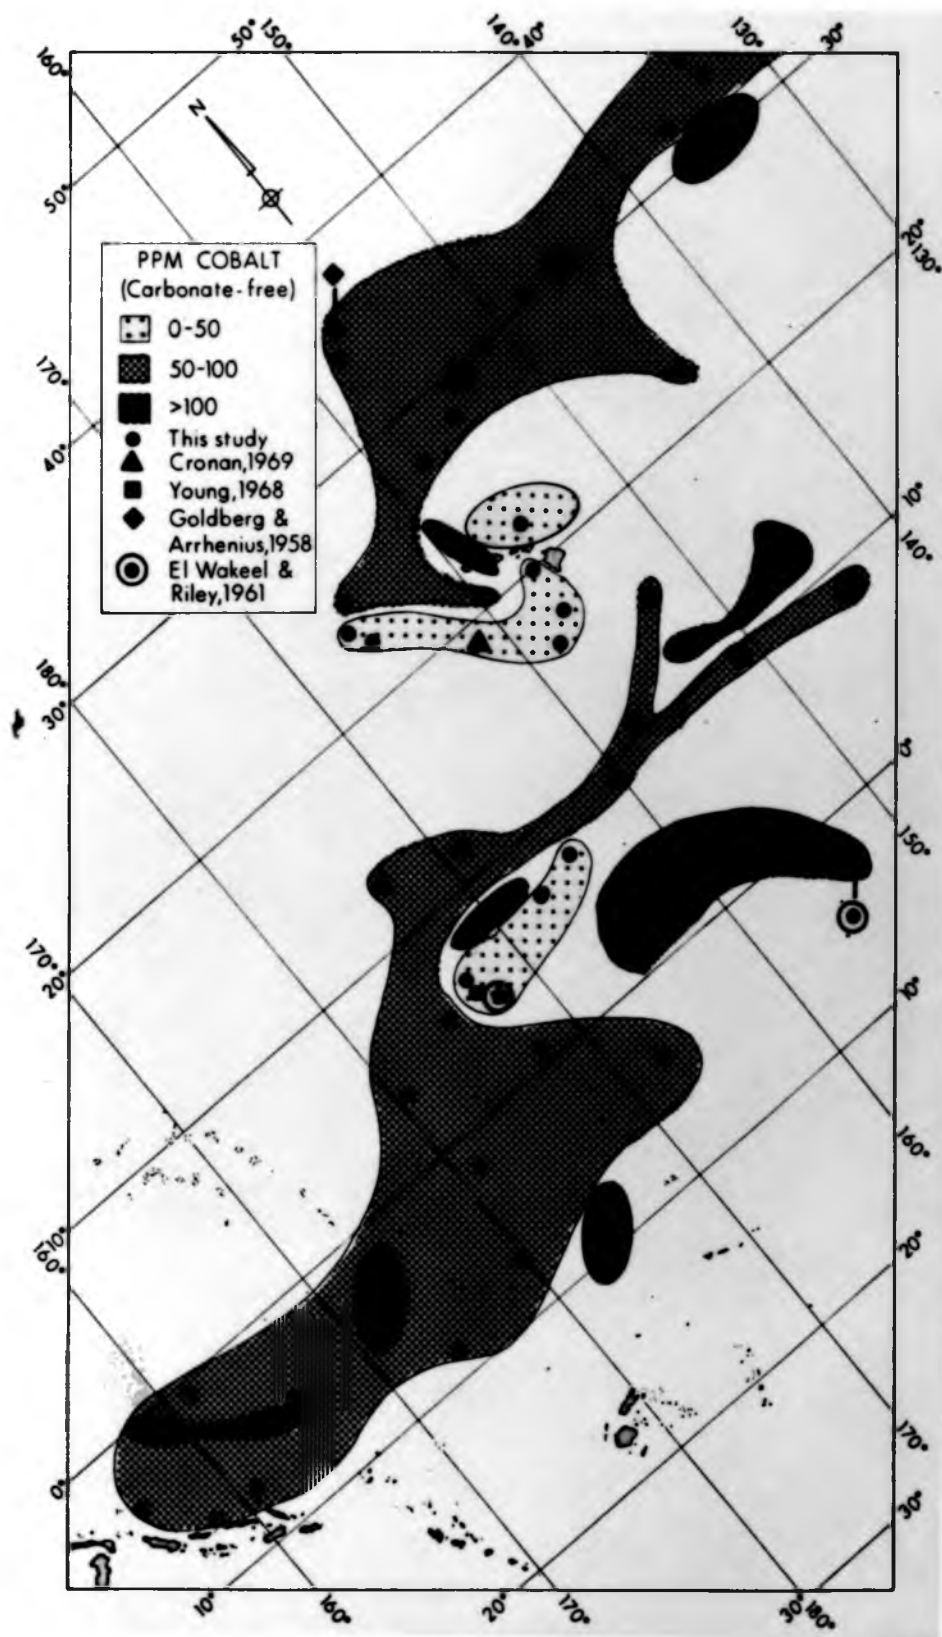 50° 150° 140° 40° 130° 30°
160°
N
50°
PPM COBALT
(Carbonate-free)
0-50
50-100
>100
This study
Cronan,1969
Young,1968
Goldberg &
Arrhenius,1958
El Wakeel &
Riley,1961
20°
130°
170°
40°
10°
140°
180°
30°
0°
150°
170°
20°
10°
160°
10°
160°
20°
170°
0°
30°
10° 160° 20° 170° 30° 180°